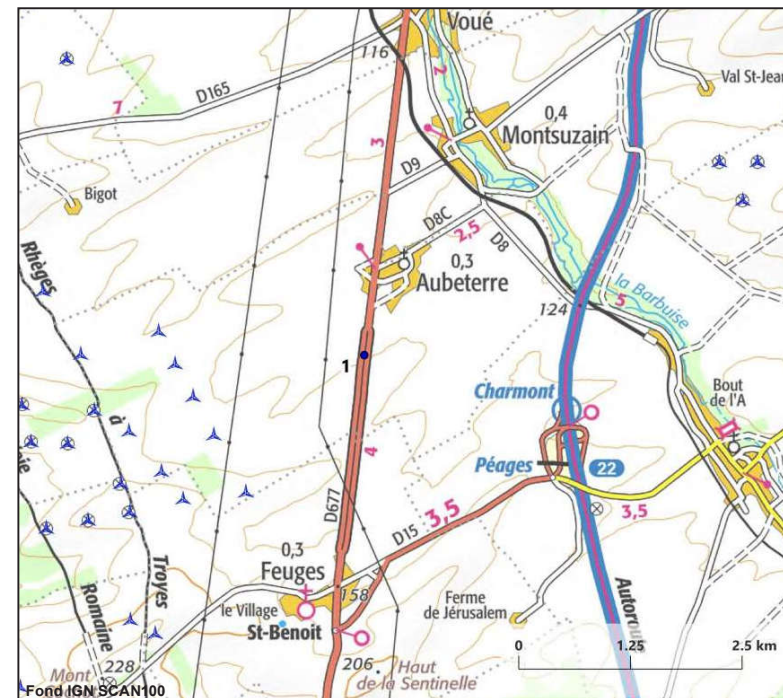 Voué
116
2
Val St-Jean
D165
7
0,4
Montsuzain
3
D9
Bigot
D8C
2,5
D8
0,3
Aubeterre
Rhèges
la Barbuise
5
124
1
à
Charmont
Bout
de l'A
4
Péages
22
D677
3,5
3,5
D15
0,3
Feuges
Troyes
Romaine
158
le Village
St-Benoit
Ferme
de Jérusalem
206
Haut
de la Sentinelle
228
Mont
0
1.25
2.5 km
Fond IGN SCAN100